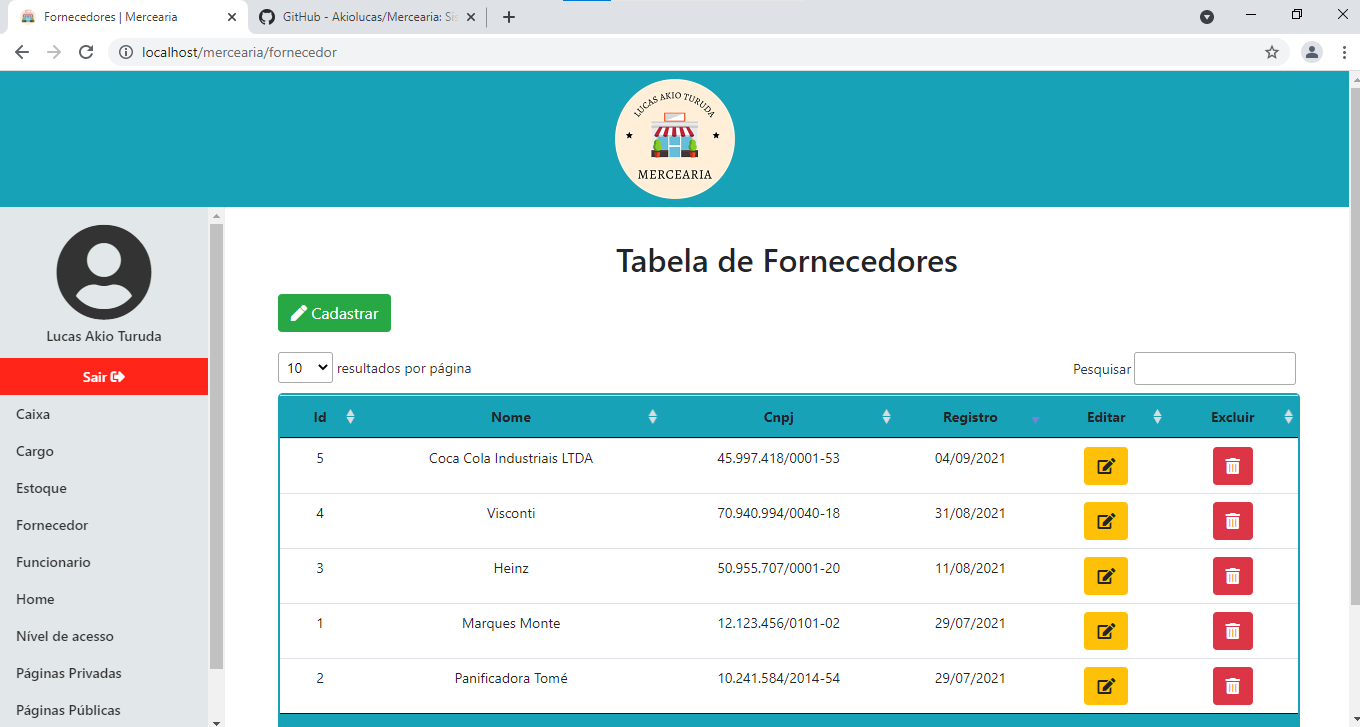 Fornecedores | Mercearia
GitHub - Akiolucas/Mercearia: Sis
localhost/mercearia/fornecedor
LUCAS AKIO TURUDA
MERCEARIA
Lucas Akio Turuda
Sair
Caixa
Cargo
Estoque
Fornecedor
Funcionario
Home
Nível de acesso
Páginas Privadas
Páginas Públicas
Tabela de Fornecedores
Cadastrar
10 resultados por página
Pesquisar
Id Nome Cnpj Registro Editar Excluir
5 Coca Cola Industriais LTDA 45.997.418/0001-53 04/09/2021
4 Visconti 70.940.994/0040-18 31/08/2021
3 Heinz 50.955.707/0001-20 11/08/2021
1 Marques Monte 12.123.456/0101-02 29/07/2021
2 Panificadora Tomé 10.241.584/2014-54 29/07/2021